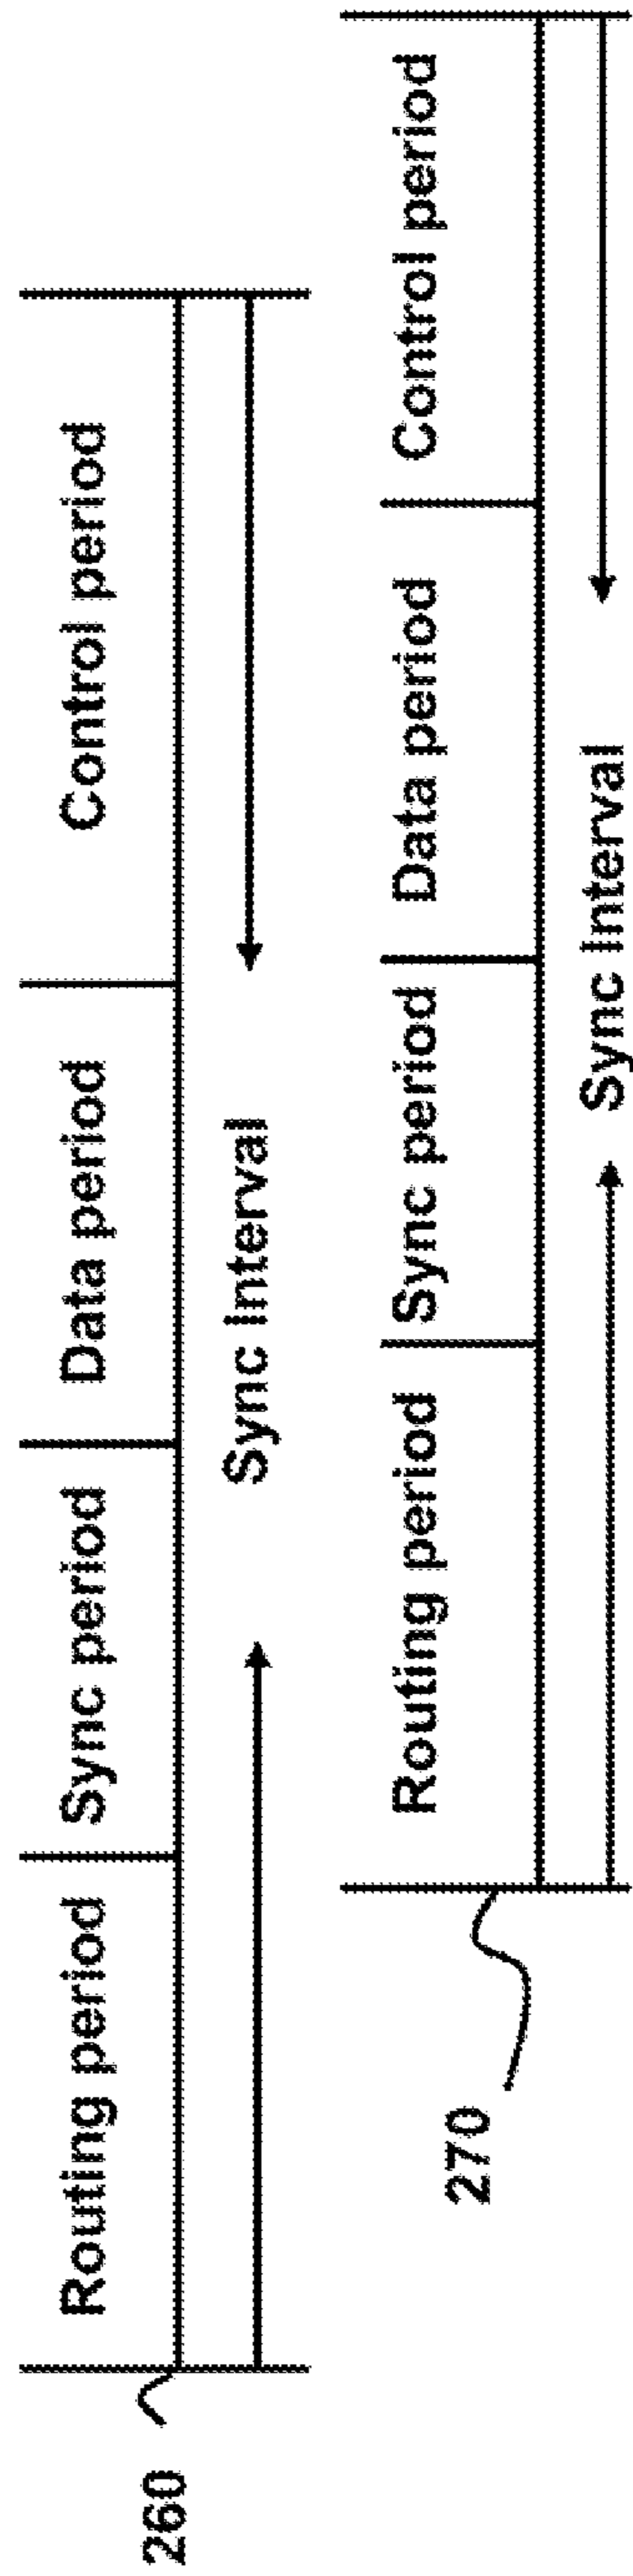 Routing period
Sync period
Data period
Control period
Sync Interval
260
Routing period
Sync period
Data period
Control period
Sync Interval
270